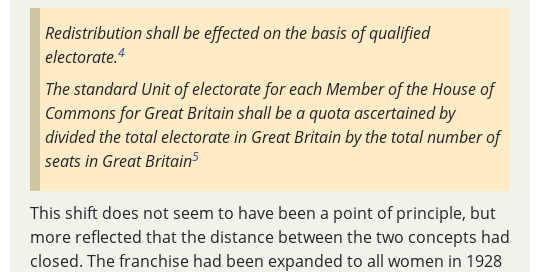 Redistribution shall be effected on the basis of qualified
electorate.4
The standard Unit of electorate for each Member of the House of
Commons for Great Britain shall be a quota ascertained by
divided the total electorate in Great Britain by the total number of
seats in Great Britain5
This shift does not seem to have been a point of principle, but
more reflected that the distance between the two concepts had
closed. The franchise had been expanded to all women in 1928